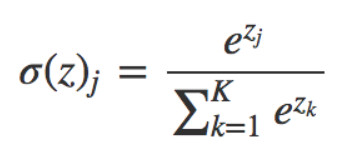 σ(z)_j = e^{z_j} / ∑_{k=1}^{K} e^{z_k}